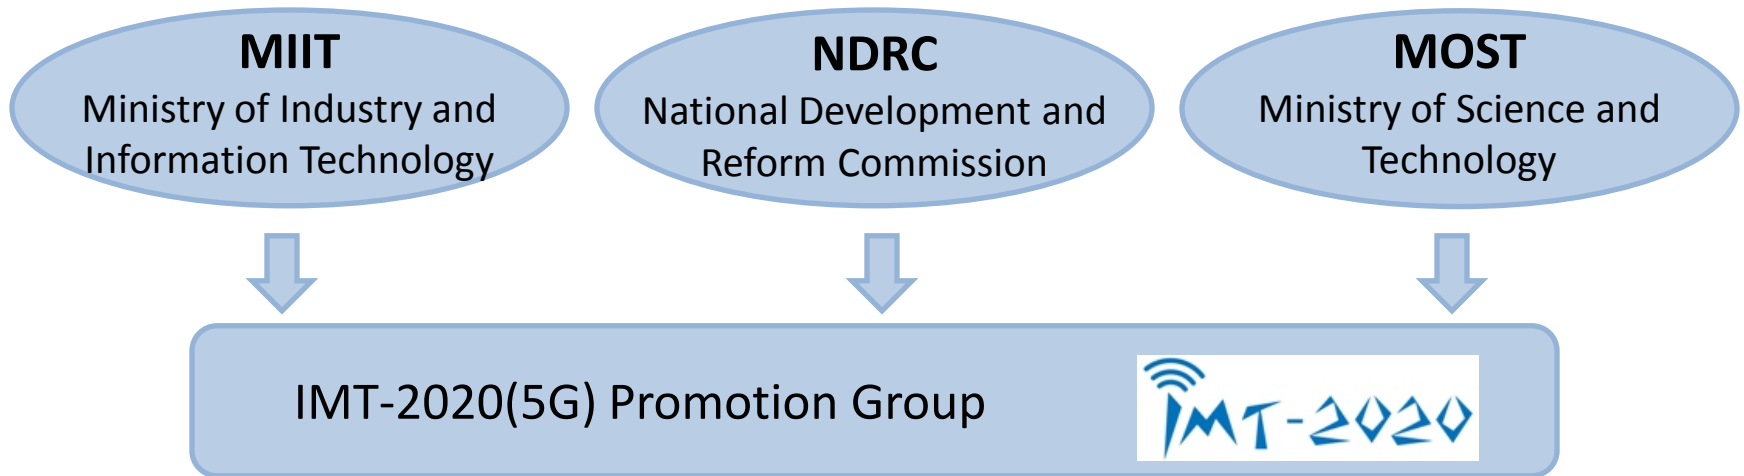 MIIT
Ministry of Industry and
Information Technology
NDRC
National Development and
Reform Commission
MOST
Ministry of Science and
Technology
IMT-2020(5G) Promotion Group
IMT-2020